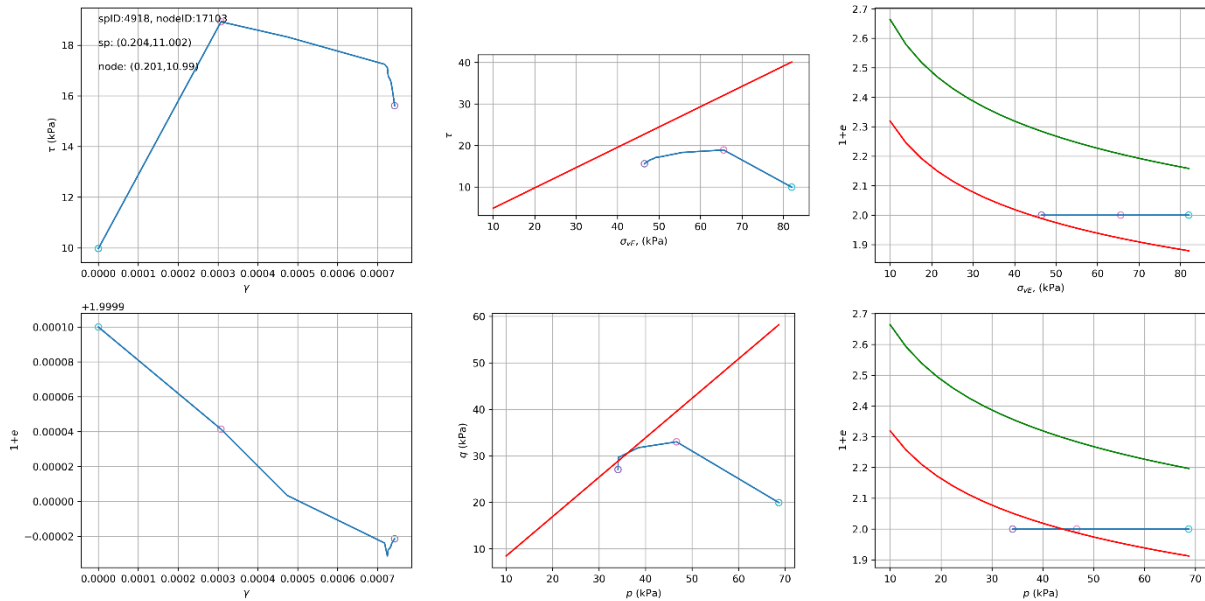 spID:4918, nodeID:17103
sp: (0.204,11.002)
node: (0.201,10.99)
18
16
14
12
10
τ (kPa)
0.0000 0.0001 0.0002 0.0003 0.0004 0.0005 0.0006 0.0007
γ
40
30
20
10
τ
10 20 30 40 50 60 70 80
σvE, (kPa)
2.7
2.6
2.5
2.4
2.3
2.2
2.1
2.0
1.9
1+e
10 20 30 40 50 60 70 80
σvE, (kPa)
+1.9999
0.00010
0.00008
0.00006
0.00004
0.00002
0.00000
−0.00002
1+e
0.0000 0.0001 0.0002 0.0003 0.0004 0.0005 0.0006 0.0007
γ
60
50
40
30
20
10
q (kPa)
10 20 30 40 50 60 70
p (kPa)
2.7
2.6
2.5
2.4
2.3
2.2
2.1
2.0
1.9
1+e
10 20 30 40 50 60 70
p (kPa)